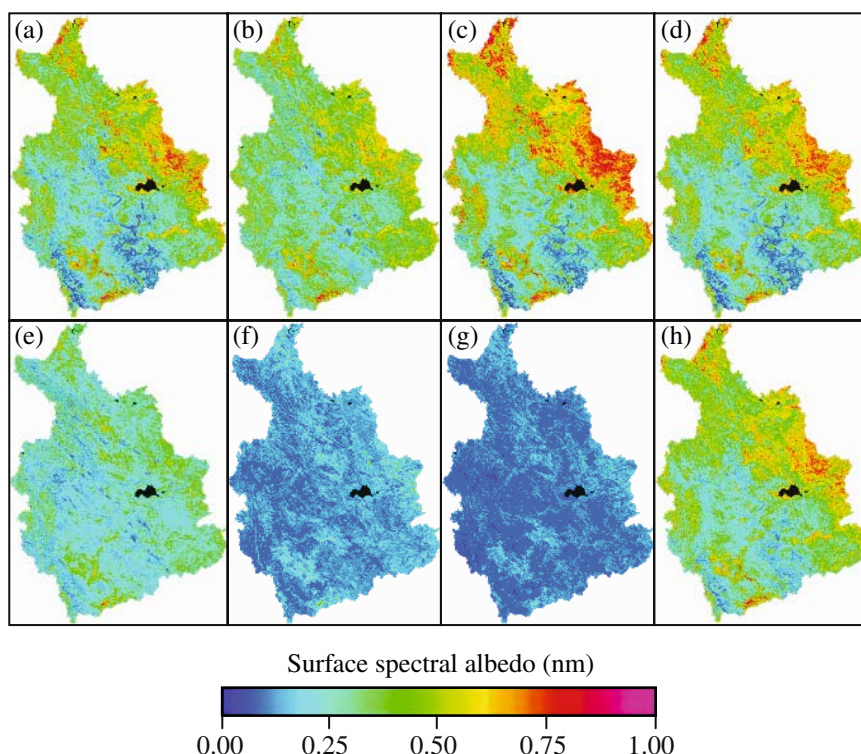 (a) (b) (c) (d)
(e) (f) (g) (h)
Surface spectral albedo (nm)
0.00 0.25 0.50 0.75 1.00